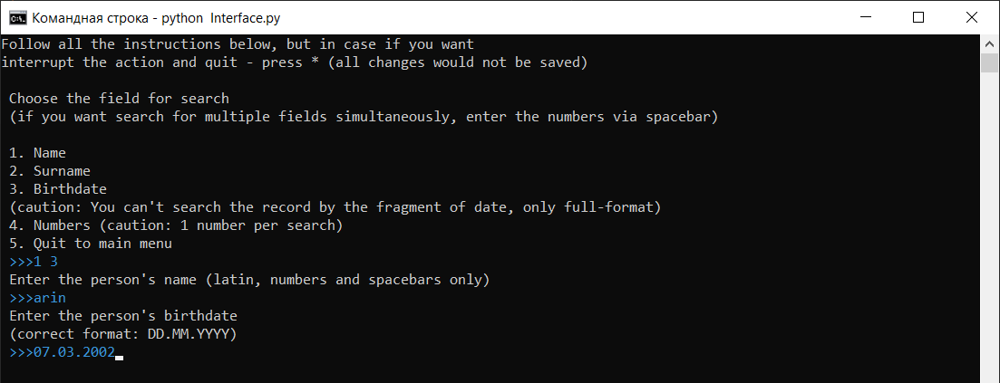 Командная строка - python Interface.py
Follow all the instructions below, but in case if you want
interrupt the action and quit - press * (all changes would not be saved)
Choose the field for search
(if you want search for multiple fields simultaneously, enter the numbers via spacebar)
1. Name
2. Surname
3. Birthdate
(caution: You can't search the record by the fragment of date, only full-format)
4. Numbers (caution: 1 number per search)
5. Quit to main menu
>>>1 3
Enter the person's name (latin, numbers and spacebars only)
>>>arin
Enter the person's birthdate
(correct format: DD.MM.YYYY)
>>>07.03.2002